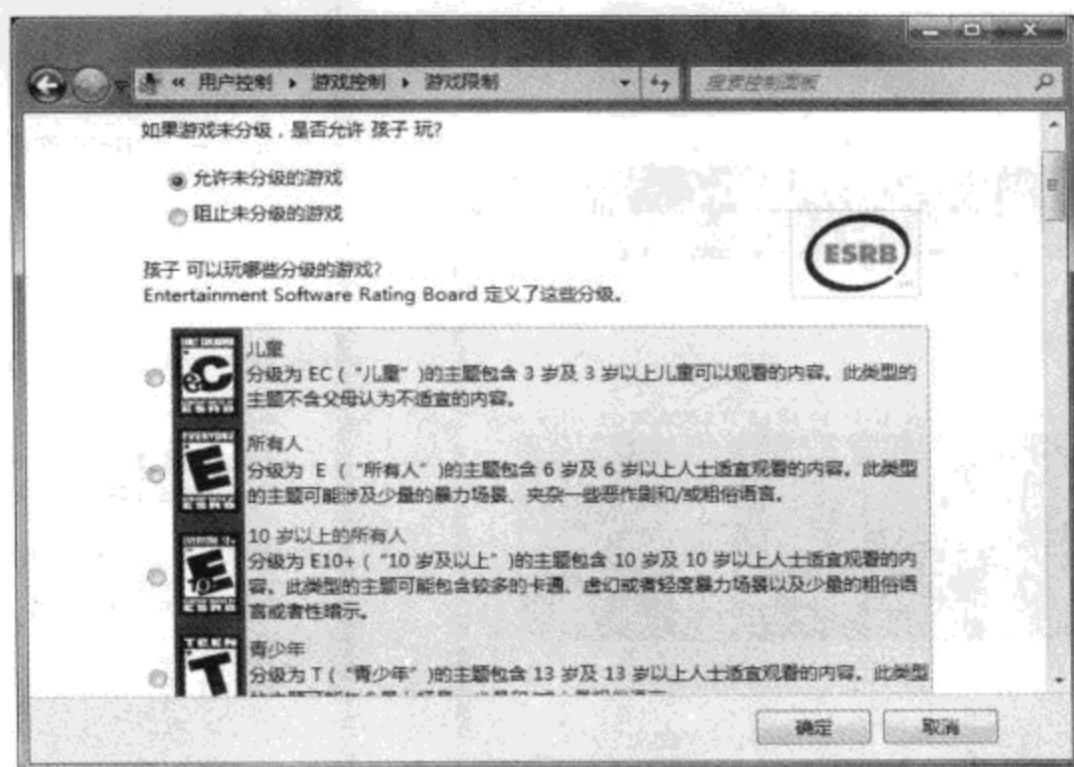 « 用户控制 ▸ 游戏控制 ▸ 游戏限制
搜索控制面板
如果游戏未分级，是否允许 孩子 玩?
允许未分级的游戏
阻止未分级的游戏
ESRB
孩子 可以玩哪些分级的游戏?
Entertainment Software Rating Board 定义了这些分级。
儿童
分级为 EC ( “儿童” )的主题包含 3 岁及 3 岁以上儿童可以观看的内容。此类型的
主题不含父母认为不适宜的内容。
eC
ESRB
所有人
分级为 E ( “所有人” )的主题包含 6 岁及 6 岁以上人士适宜观看的内容。此类型
的主题可能涉及少量的暴力场景、夹杂一些恶作剧和/或粗俗语言。
EVERYONE
E
ESRB
10 岁以上的所有人
分级为 E10+ ( “10 岁及以上” )的主题包含 10 岁及 10 岁以上人士适宜观看的内
容。此类型的主题可能包含较多的卡通、虚幻或者轻度暴力场景以及少量的粗俗语
言或者性暗示。
EVERYONE 10+
E
10+
ESRB
青少年
分级为 T ( “青少年” )的主题包含 13 岁及 13 岁以上人士适宜观看的内容。此类型
TEEN
T
确定
取消